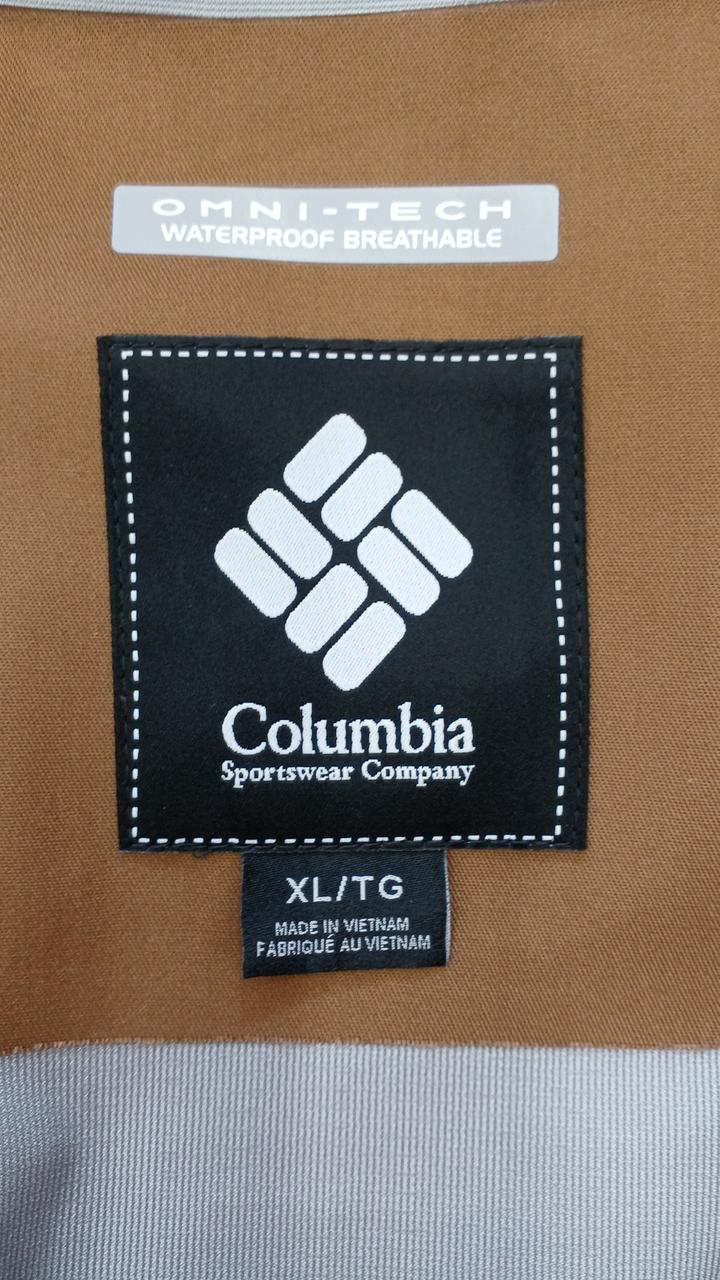 OMNI-TECH
WATERPROOF BREATHABLE
Columbia
Sportswear Company
XL/TG
MADE IN VIETNAM
FABRIQUÉ AU VIETNAM